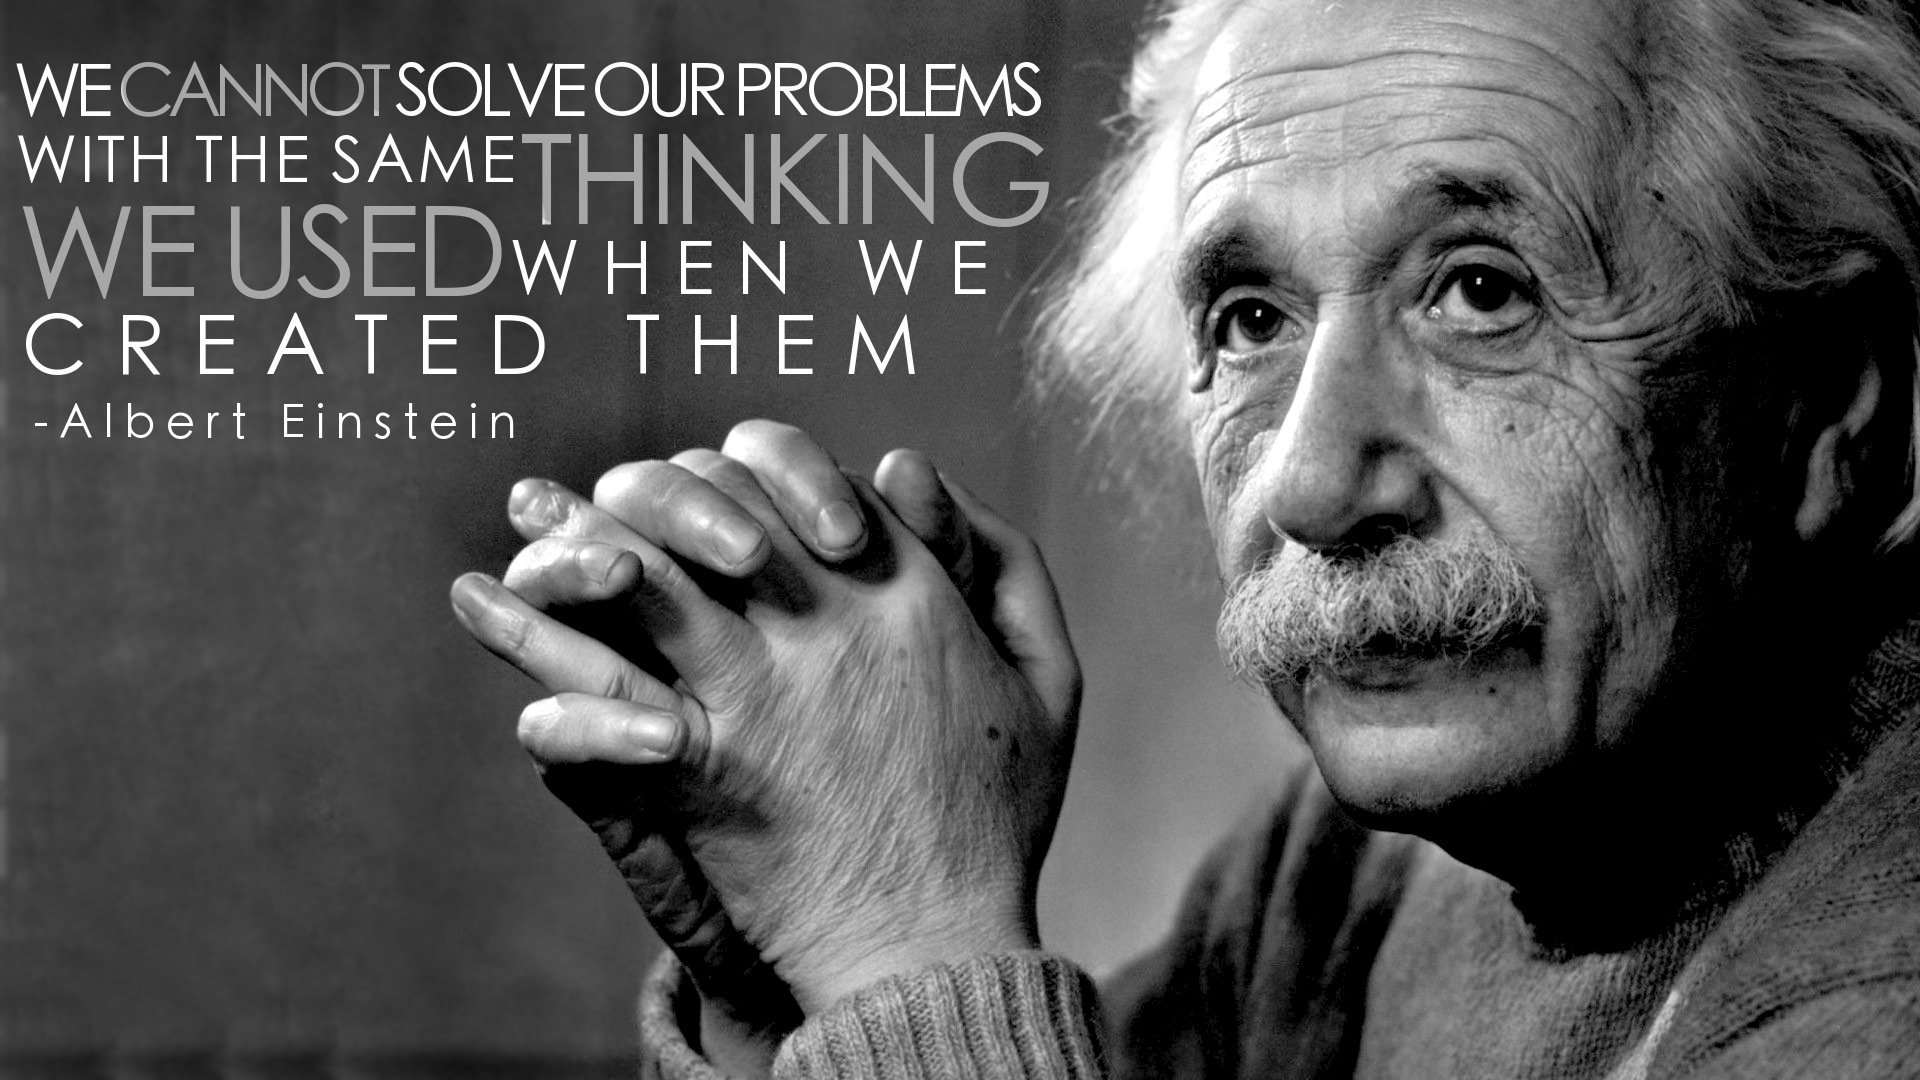 WE CANNOT SOLVE OUR PROBLEMS
WITH THE SAME THINKING
WE USED WHEN WE
CREATED THEM
-Albert Einstein